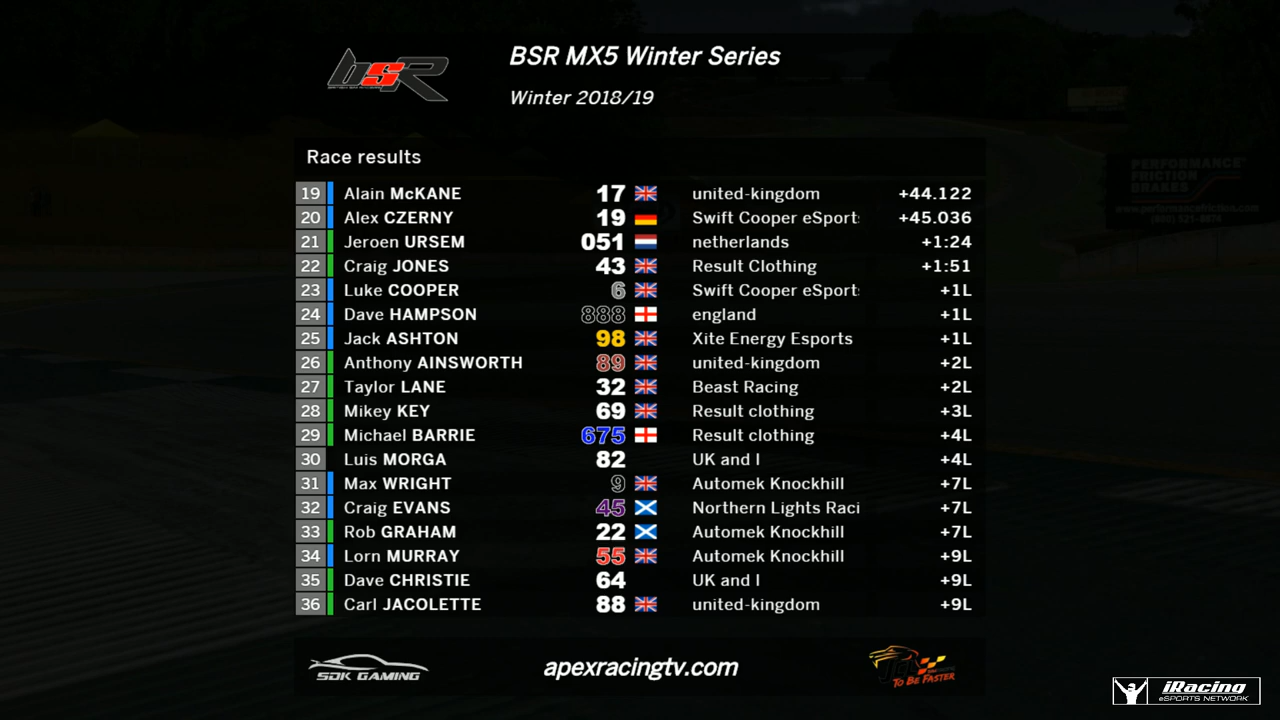 bsR
BSR MX5 Winter Series
Winter 2018/19
PERFORMANCE
FRICTION
BRAKES
www.performancefriction.com
Race results
19 Alain McKANE 17 united-kingdom +44.122
20 Alex CZERNY 19 Swift Cooper eSport +45.036
21 Jeroen URSEM 051 netherlands +1:24
22 Craig JONES 43 Result Clothing +1:51
23 Luke COOPER 6 Swift Cooper eSport +1L
24 Dave HAMPSON 888 england +1L
25 Jack ASHTON 98 Xite Energy Esports +1L
26 Anthony AINSWORTH 89 united-kingdom +2L
27 Taylor LANE 32 Beast Racing +2L
28 Mikey KEY 69 Result clothing +3L
29 Michael BARRIE 675 Result clothing +4L
30 Luis MORGA 82 UK and I +4L
31 Max WRIGHT 9 Automek Knockhill +7L
32 Craig EVANS 45 Northern Lights Raci +7L
33 Rob GRAHAM 22 Automek Knockhill +7L
34 Lorn MURRAY 55 Automek Knockhill +9L
35 Dave CHRISTIE 64 UK and I +9L
36 Carl JACOLETTE 88 united-kingdom +9L
SDK GAMING
apexracingtv.com
TO BE FASTER
iRacing
eSPORTS NETWORK